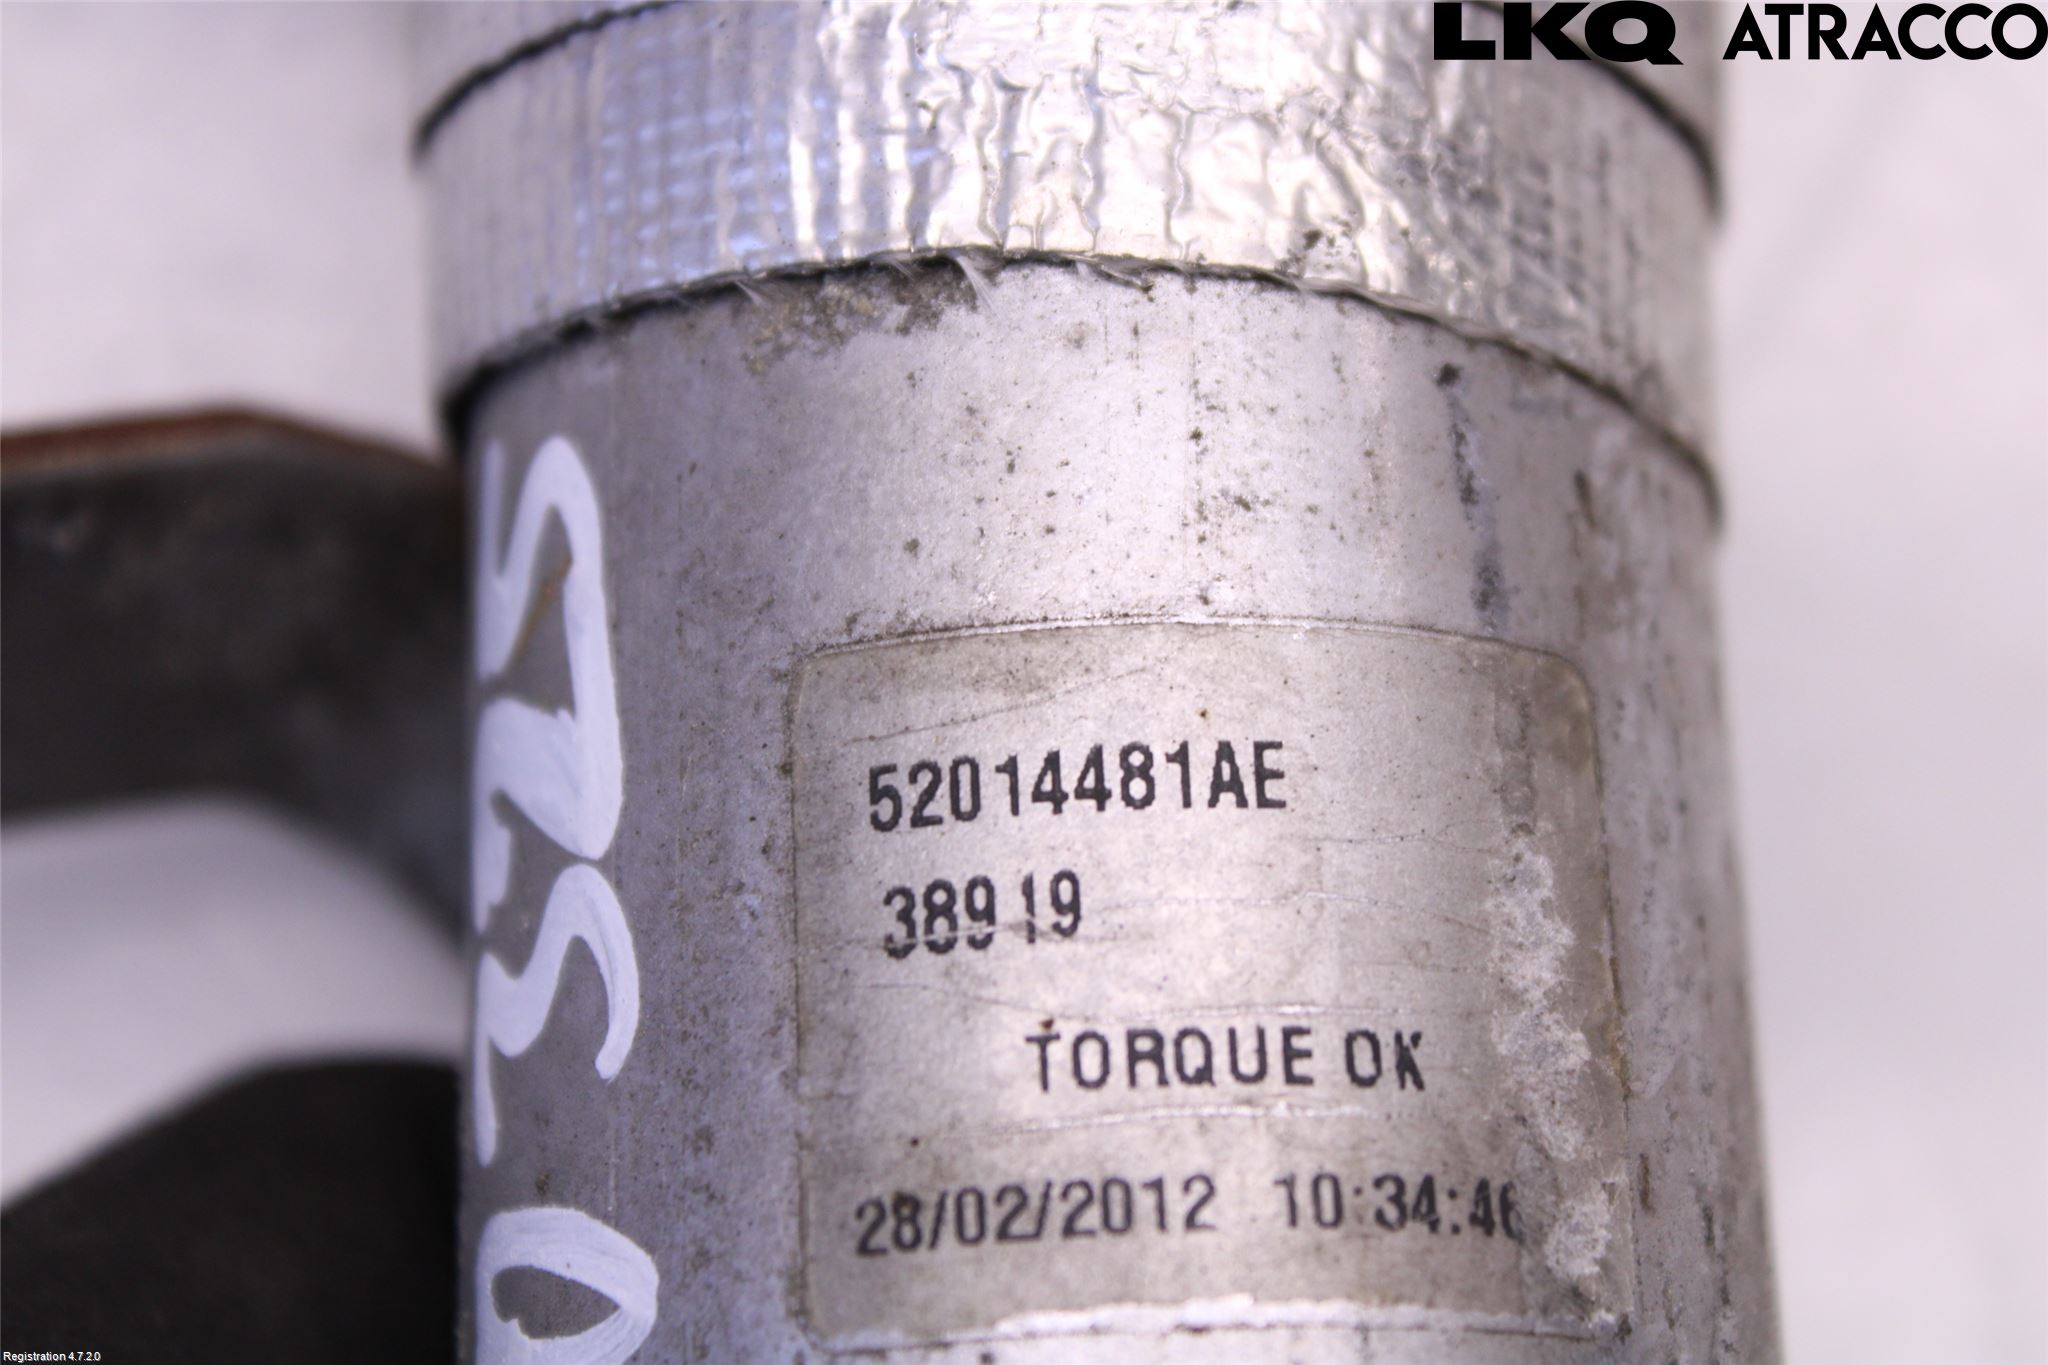 LKQ ATRACCO
52014481AE
38919
TORQUE OK
28/02/2012 10:34:46
Registration 4.7.2.0